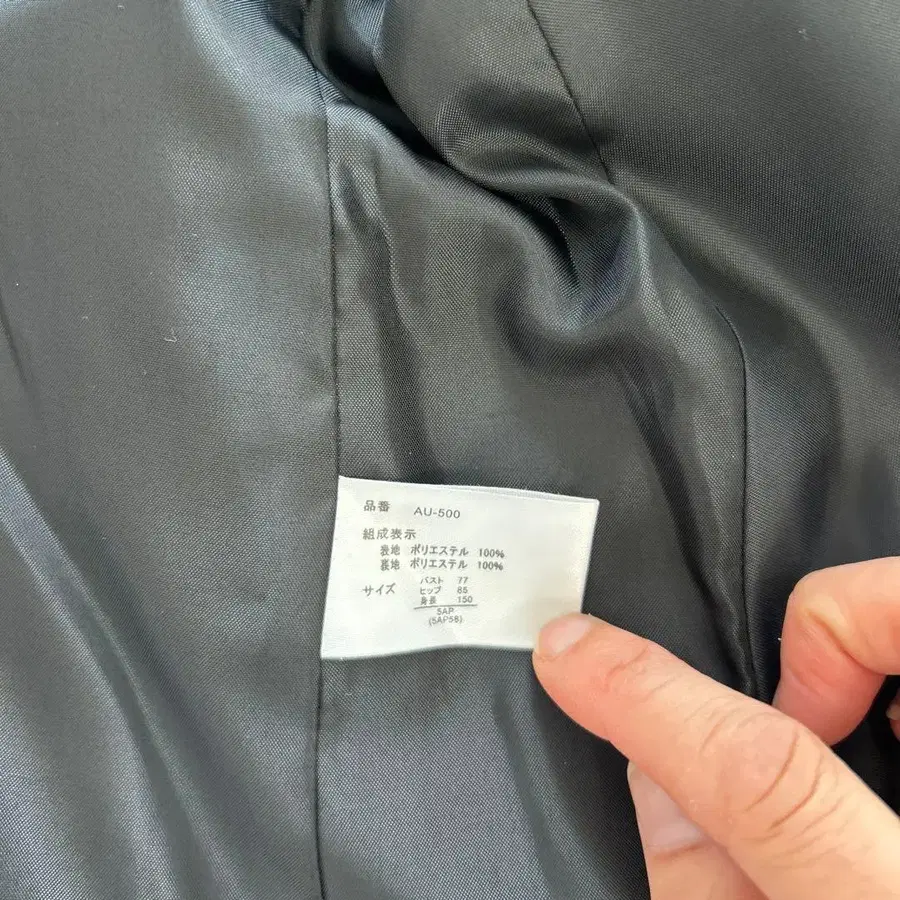 品番 AU-500
組成表示
表地 ポリエステル 100%
裏地 ポリエステル 100%
サイズ バスト 77
ヒップ 85
身長 150
5AP
(5AP58)